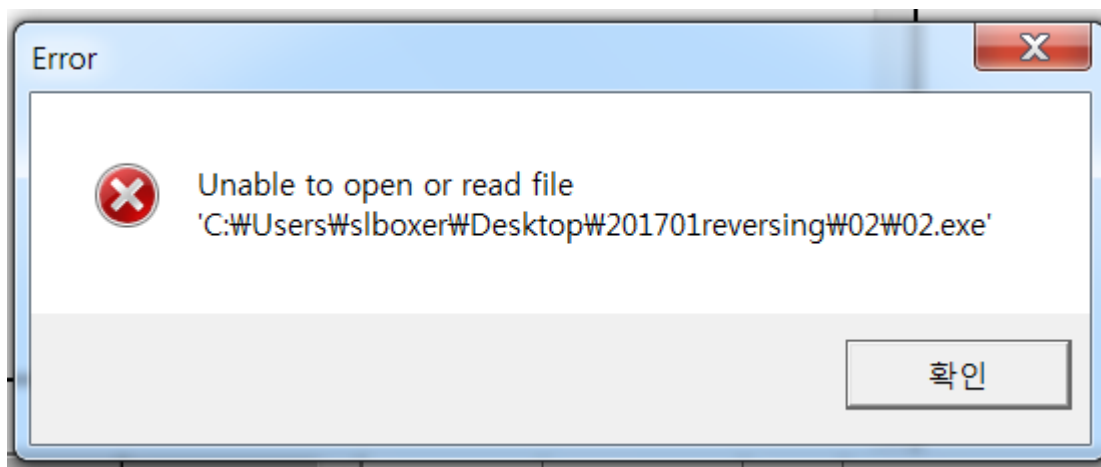 Error
Unable to open or read file
'C:₩Users₩slboxer₩Desktop₩201701reversing₩02₩02.exe'
확인